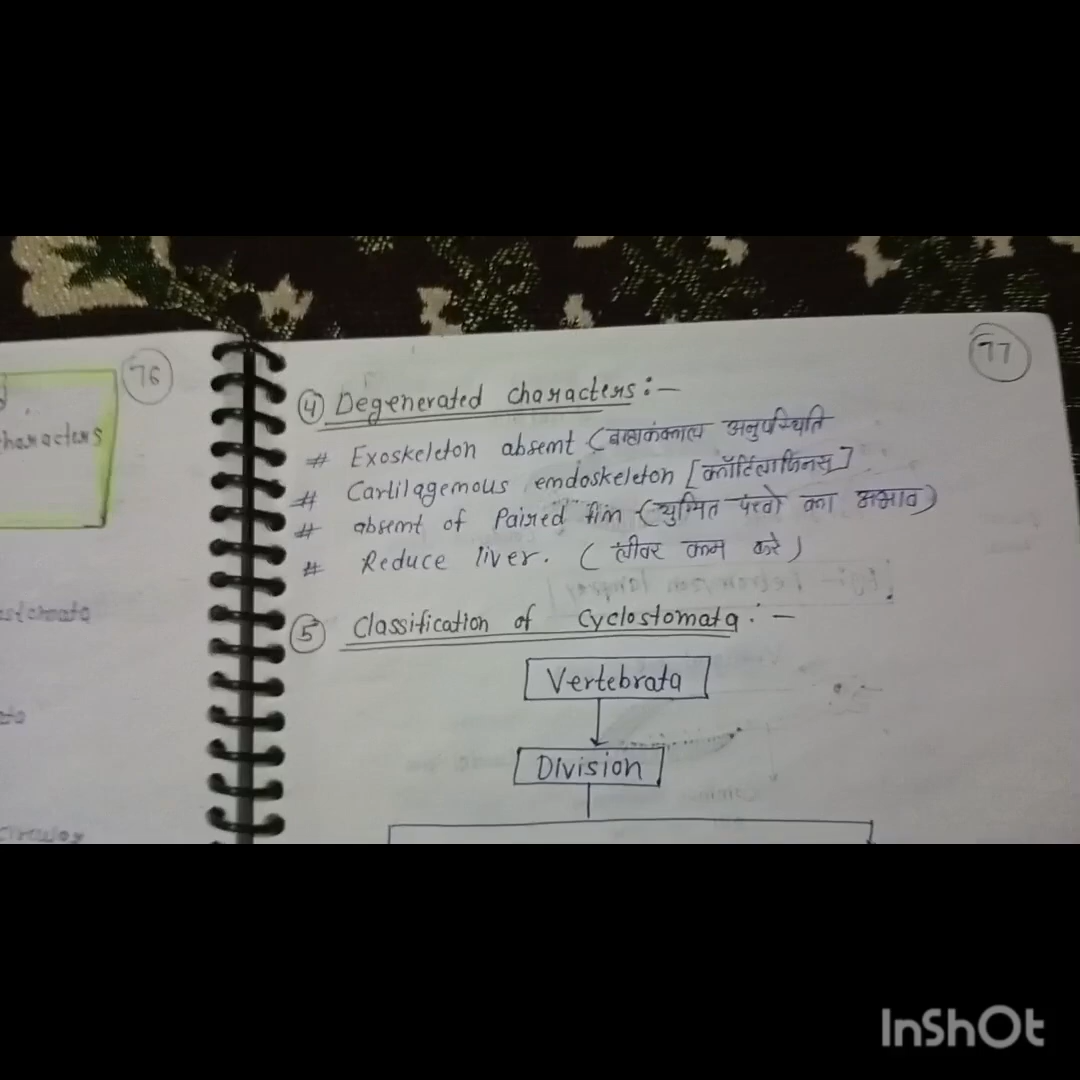 76
haracters
77
④ Degenerated characters:-
# Exoskeleton absent (बाह्यकंकाल अनुपस्थिति
# Cartilagenous endoskeleton [कॉर्टिलाजिनस]
# absent of Paired fin (युग्मित पंखो का अभाव)
# Reduce liver. (लीवर कम करे)
⑤ Classification of Cyclostomata:-
Vertebrata
Division
InShOt